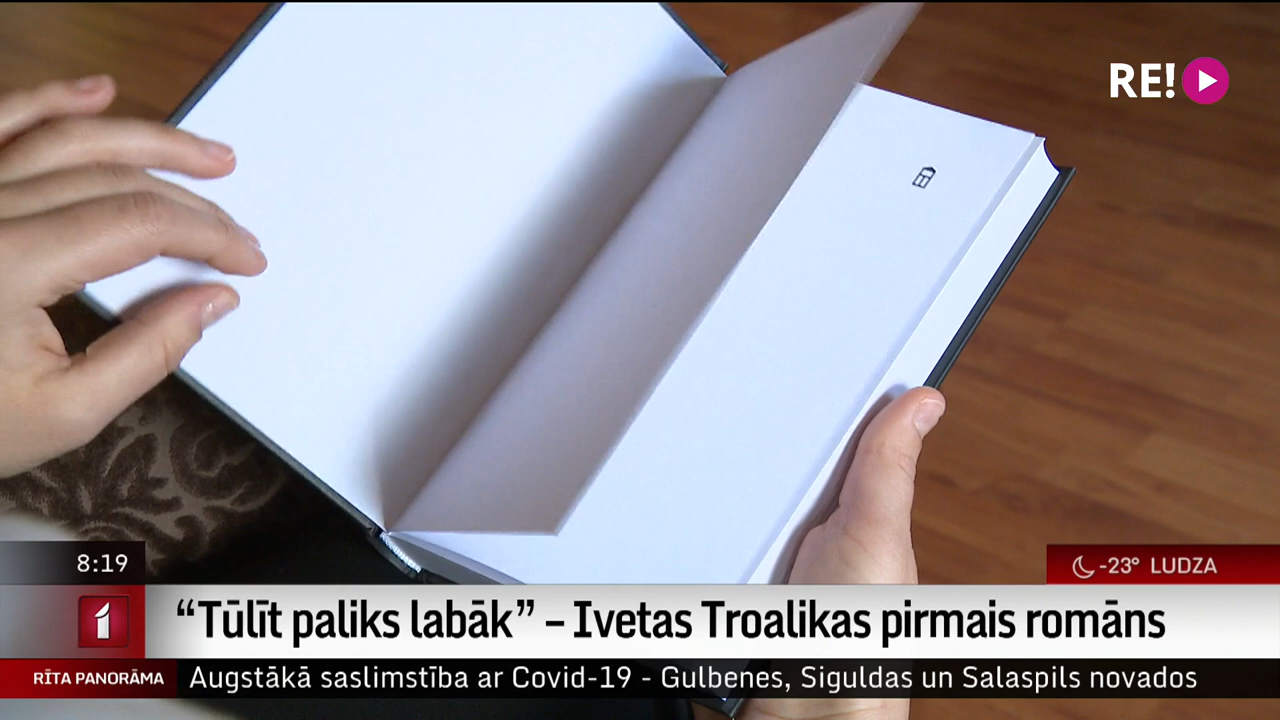 RE!
8:19
-23° LUDZA
1
“Tūlīt paliks labāk” – Ivetas Troalikas pirmais romāns
RĪTA PANORĀMA
Augstākā saslimstība ar Covid-19 - Gulbenes, Siguldas un Salaspils novados